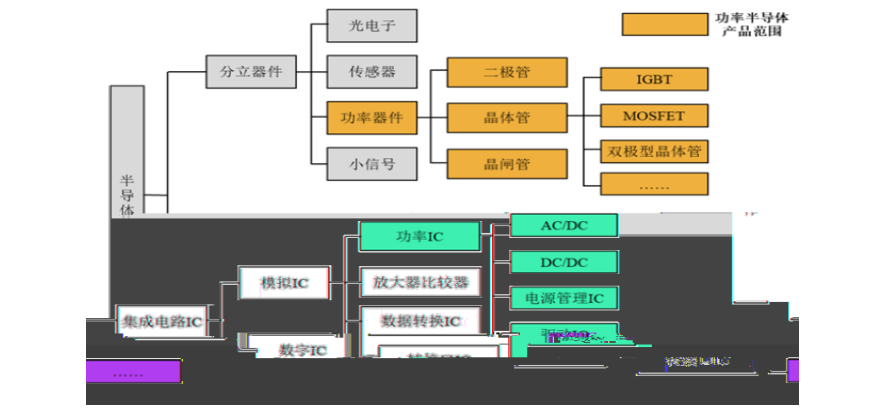 功率半导体
产品范围
光电子
分立器件
传感器
二极管
IGBT
功率器件
晶体管
MOSFET
双极型晶体管
小信号
晶闸管
……
半导体
功率IC
AC/DC
模拟IC
放大器比较器
DC/DC
集成电路IC
数据转换IC
电源管理IC
数字IC
……